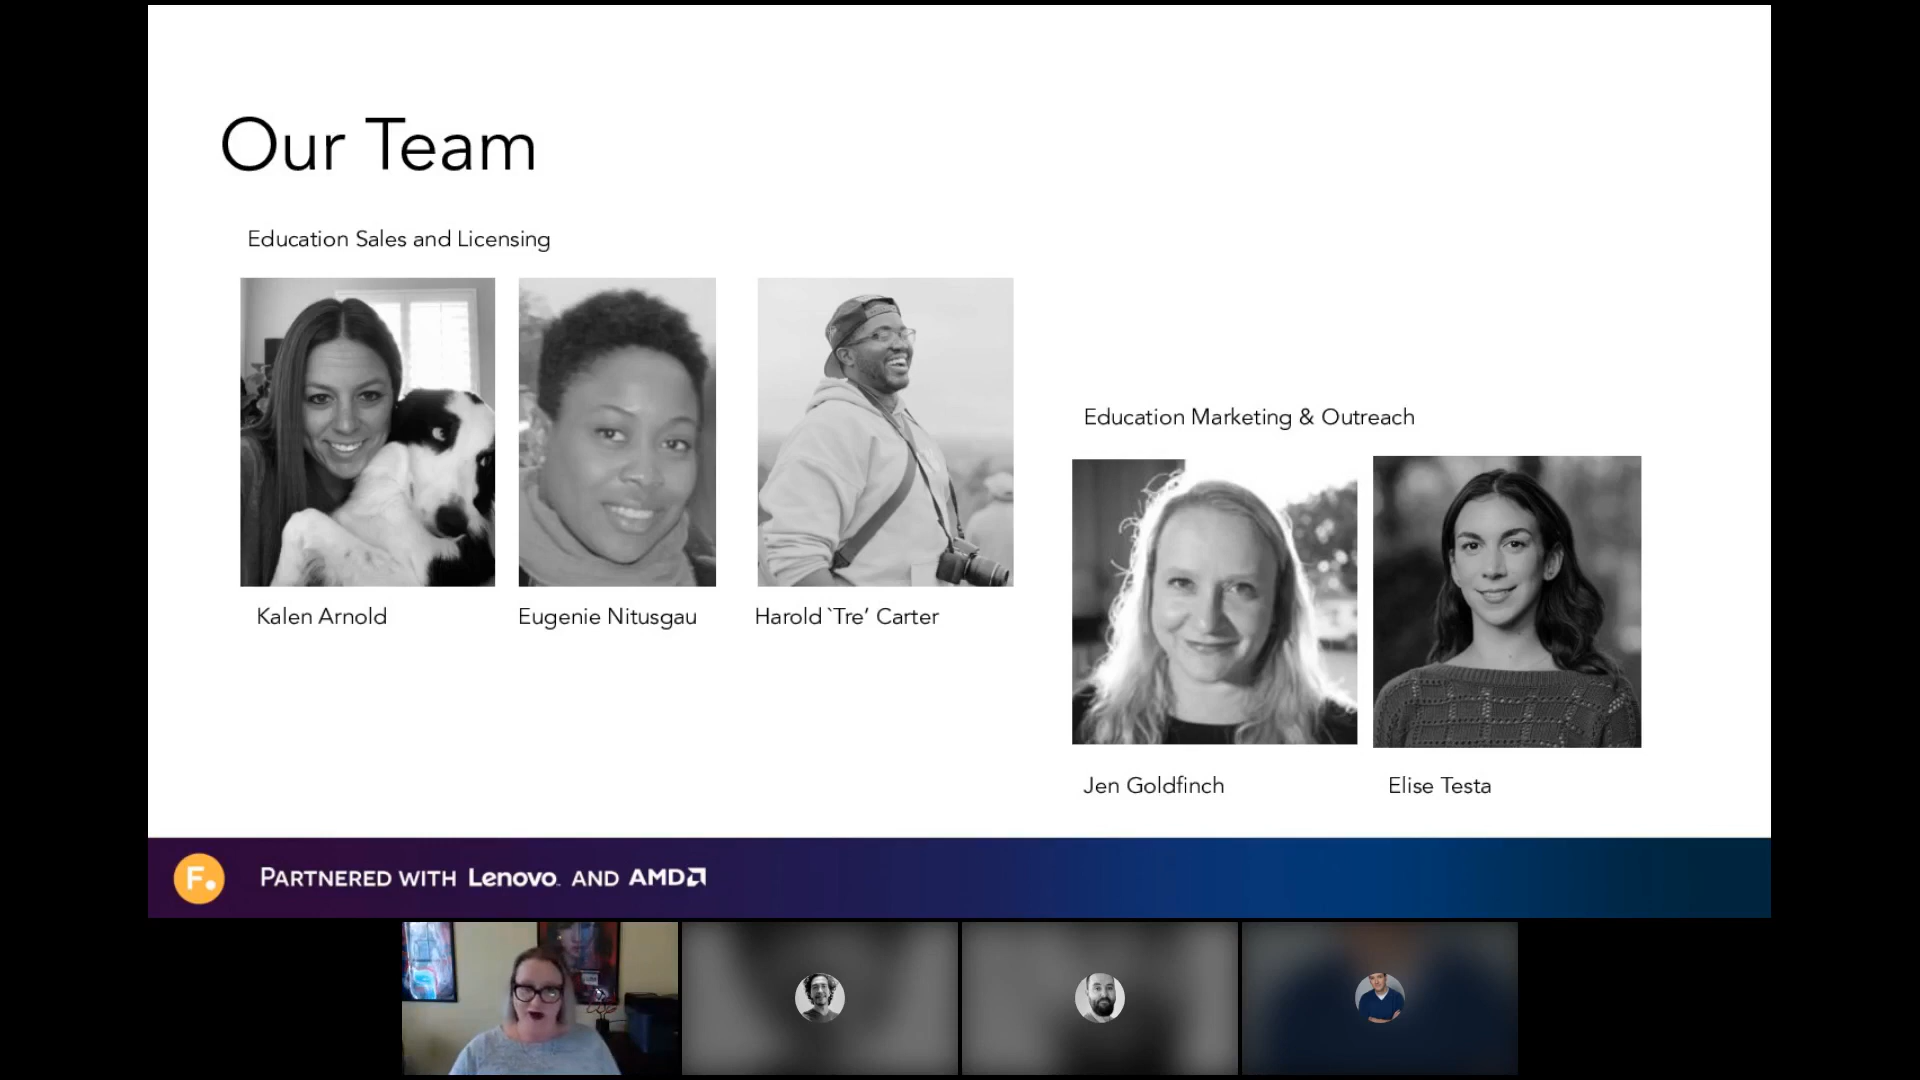 Our Team
Education Sales and Licensing
Kalen Arnold
Eugenie Nitusgau
Harold `Tre’ Carter
Education Marketing & Outreach
Jen Goldfinch
Elise Testa
F.
PARTNERED WITH Lenovo AND AMD